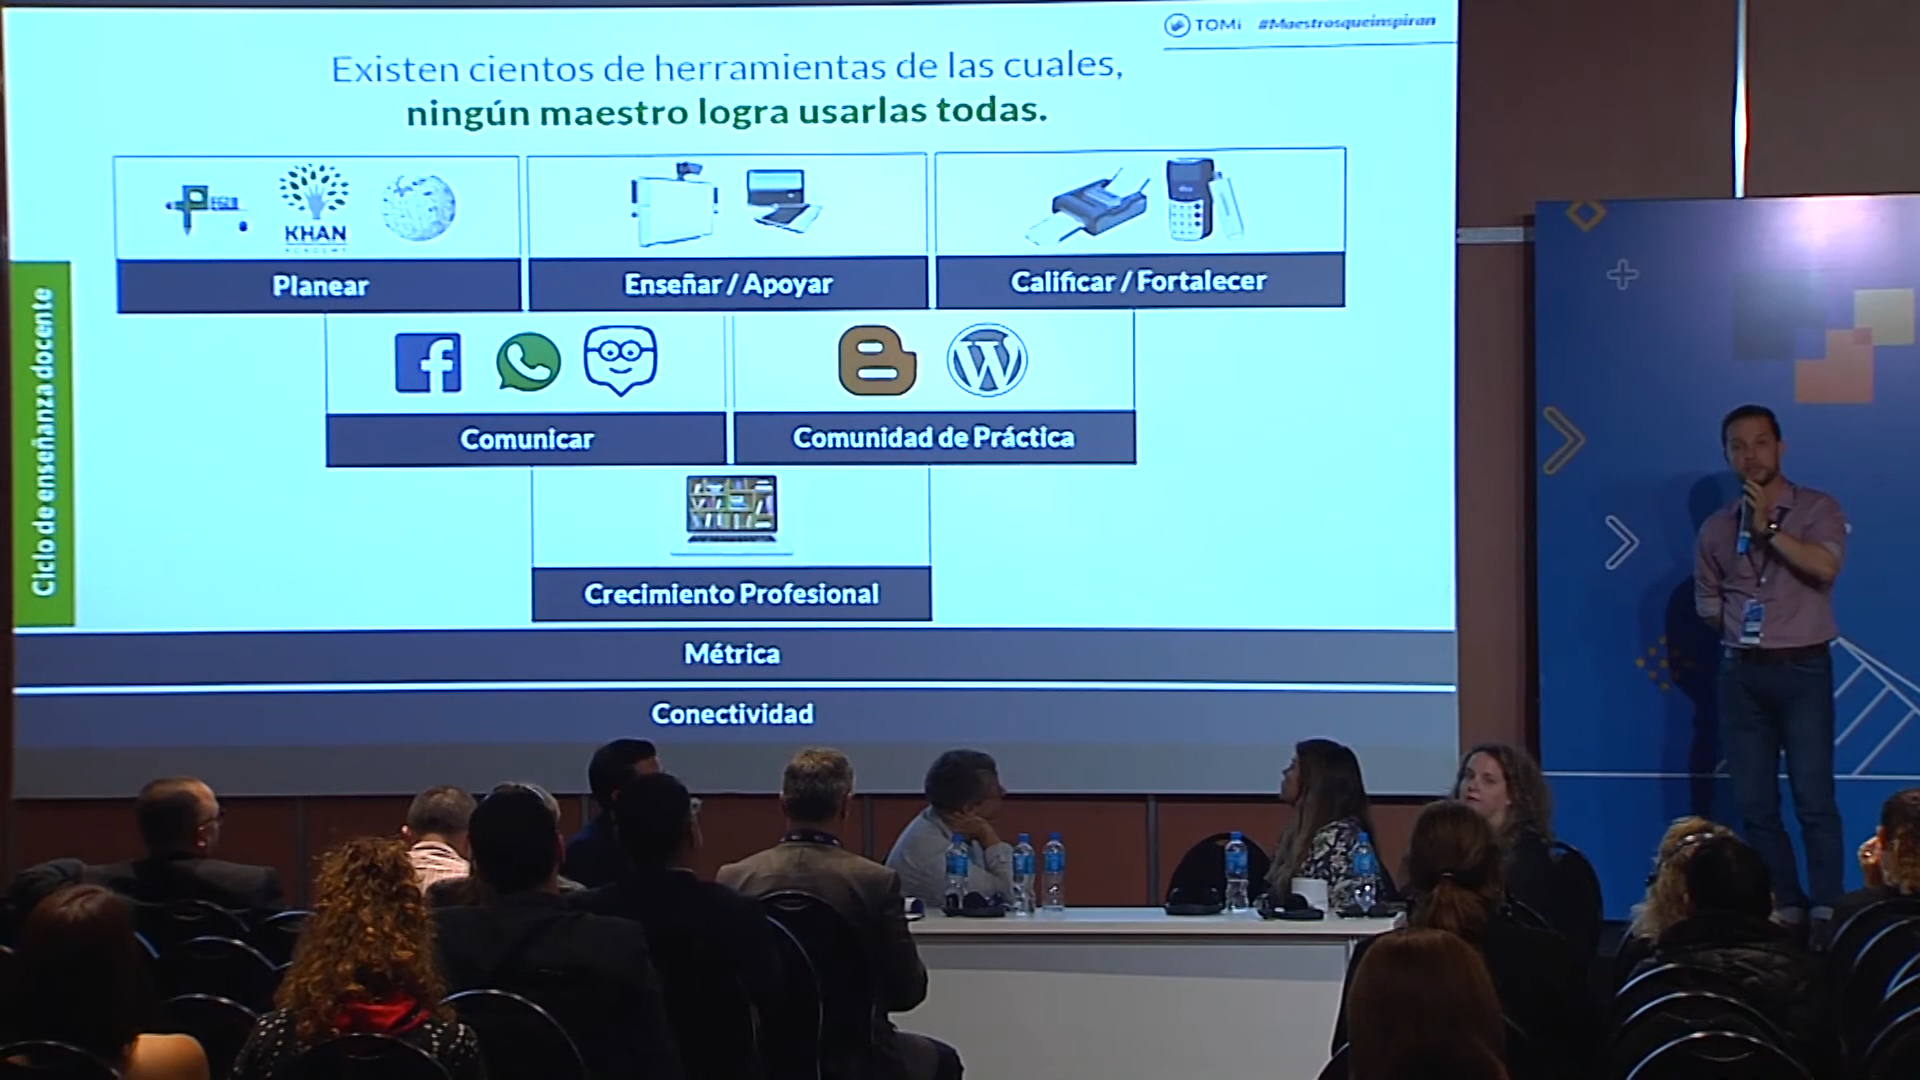 TOMi #Maestrosqueinspiran
Existen cientos de herramientas de las cuales,
ningún maestro logra usarlas todas.
KHAN
ACADEMY
Planear
Enseñar / Apoyar
Calificar / Fortalecer
Ciclo de enseñanza docente
Comunicar
Comunidad de Práctica
Crecimiento Profesional
Métrica
Conectividad